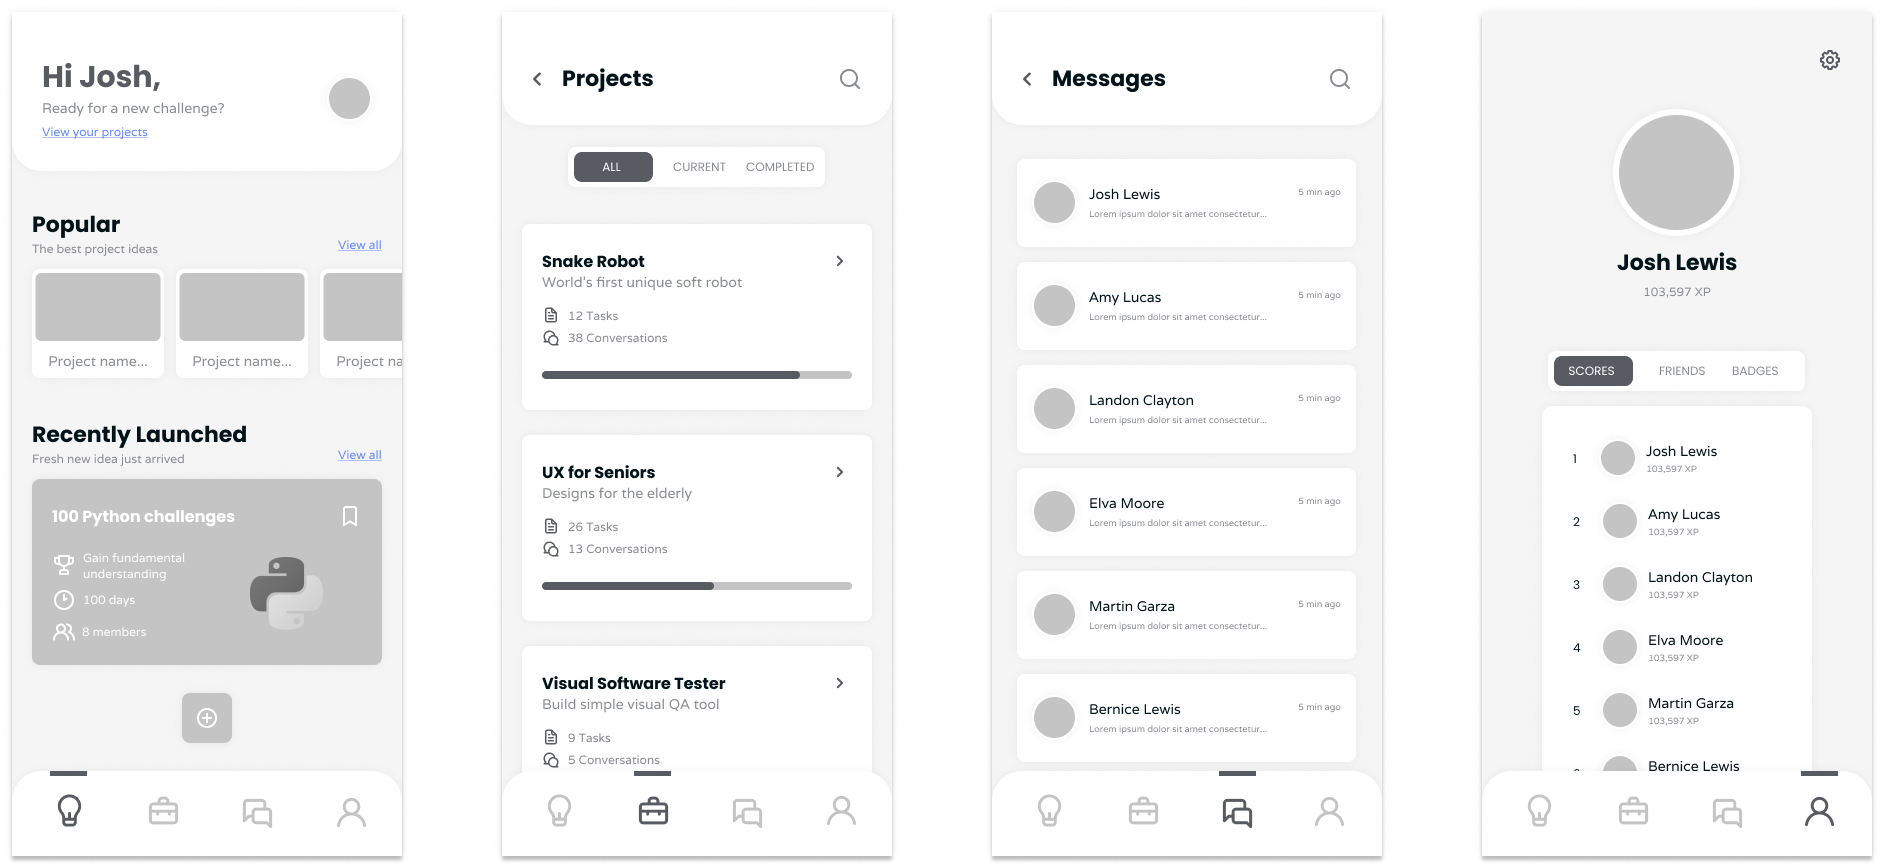 Hi Josh,
Ready for a new challenge?
View your projects
Popular
The best project ideas
View all
Project name...
Project name...
Project na
Recently Launched
Fresh new idea just arrived
View all
100 Python challenges
Gain fundamental
understanding
100 days
8 members
Projects
ALL CURRENT COMPLETED
Snake Robot
World's first unique soft robot
12 Tasks
38 Conversations
UX for Seniors
Designs for the elderly
26 Tasks
13 Conversations
Visual Software Tester
Build simple visual QA tool
9 Tasks
5 Conversations
Messages
Josh Lewis
5 min ago
Lorem ipsum dolor sit amet consectetur...
Amy Lucas
5 min ago
Lorem ipsum dolor sit amet consectetur...
Landon Clayton
5 min ago
Lorem ipsum dolor sit amet consectetur...
Elva Moore
5 min ago
Lorem ipsum dolor sit amet consectetur...
Martin Garza
5 min ago
Lorem ipsum dolor sit amet consectetur...
Bernice Lewis
5 min ago
Lorem ipsum dolor sit amet consectetur...
Josh Lewis
103,597 XP
SCORES FRIENDS BADGES
1 Josh Lewis
103,597 XP
2 Amy Lucas
103,597 XP
3 Landon Clayton
103,597 XP
4 Elva Moore
103,597 XP
5 Martin Garza
103,597 XP
Bernice Lewis